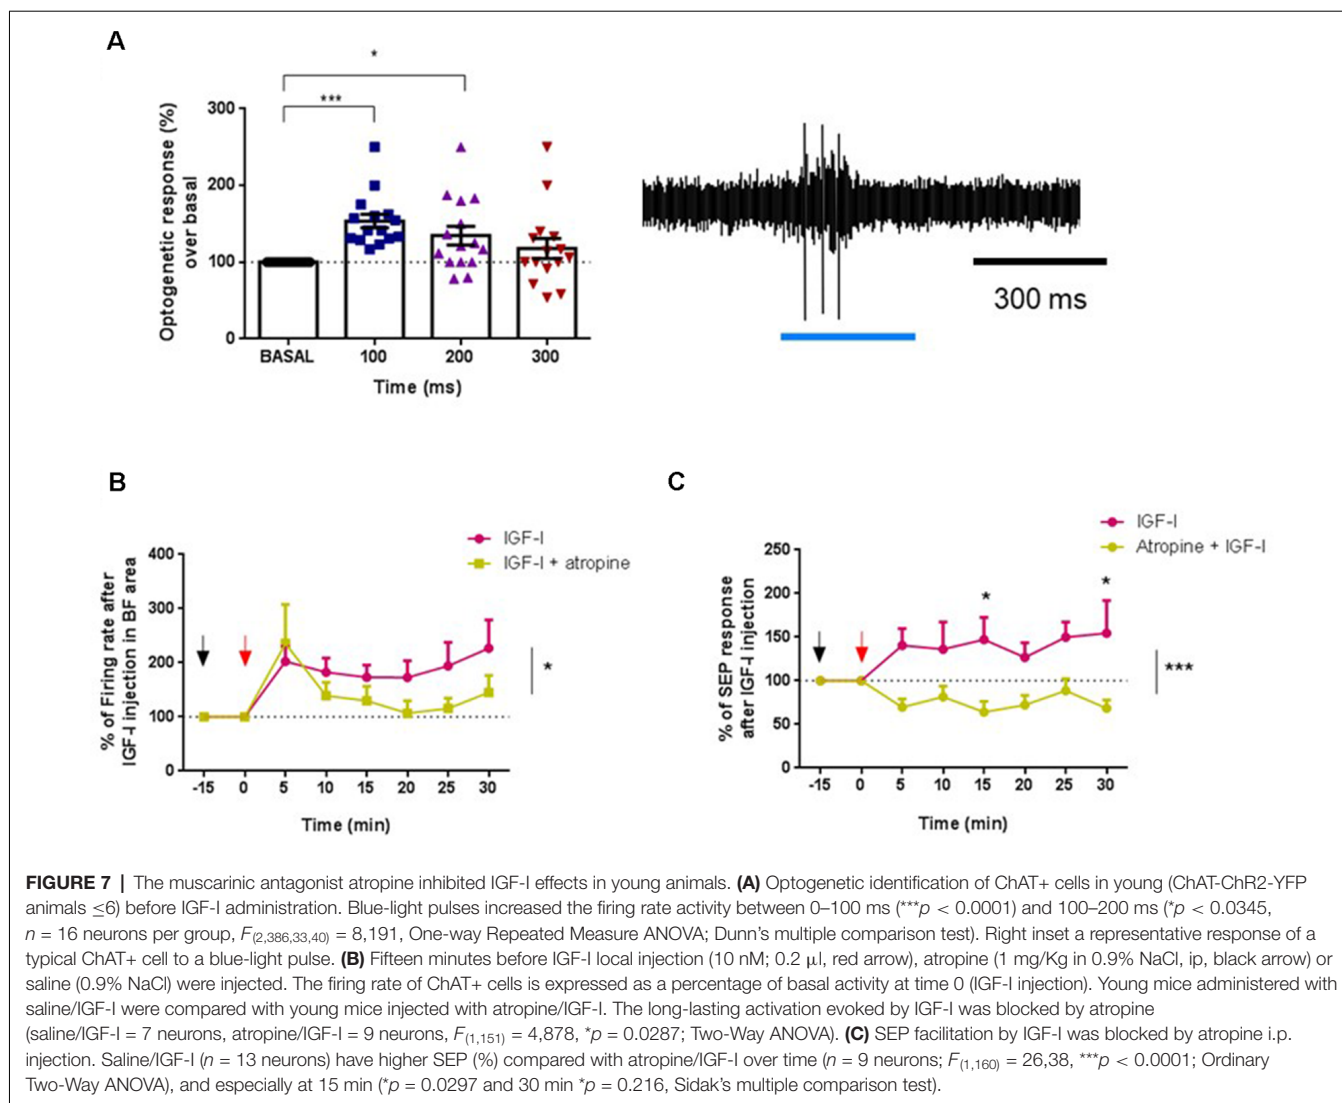 A
*
***
300
200
100
0
Optogenetic response (%)
over basal
BASAL
100
200
300
Time (ms)
300 ms
B
IGF-I
IGF-I + atropine
400
300
200
100
0
% of Firing rate after
IGF-I injection in BF area
*
-15
0
5
10
15
20
25
30
Time (min)
C
IGF-I
Atropine + IGF-I
250
200
150
100
50
0
% of SEP response
after IGF-I injection
*
*
***
-15
0
5
10
15
20
25
30
Time (min)
FIGURE 7 | The muscarinic antagonist atropine inhibited IGF-I effects in young animals. (A) Optogenetic identification of ChAT+ cells in young (ChAT-ChR2-YFP
animals ≤6) before IGF-I administration. Blue-light pulses increased the firing rate activity between 0–100 ms (***p < 0.0001) and 100–200 ms (*p < 0.0345,
n = 16 neurons per group, F(2,386,33,40) = 8,191, One-way Repeated Measure ANOVA; Dunn's multiple comparison test). Right inset a representative response of a
typical ChAT+ cell to a blue-light pulse. (B) Fifteen minutes before IGF-I local injection (10 nM; 0.2 μl, red arrow), atropine (1 mg/Kg in 0.9% NaCl, ip, black arrow) or
saline (0.9% NaCl) were injected. The firing rate of ChAT+ cells is expressed as a percentage of basal activity at time 0 (IGF-I injection). Young mice administered with
saline/IGF-I were compared with young mice injected with atropine/IGF-I. The long-lasting activation evoked by IGF-I was blocked by atropine
(saline/IGF-I = 7 neurons, atropine/IGF-I = 9 neurons, F(1,151) = 4,878, *p = 0.0287; Two-Way ANOVA). (C) SEP facilitation by IGF-I was blocked by atropine i.p.
injection. Saline/IGF-I (n = 13 neurons) have higher SEP (%) compared with atropine/IGF-I over time (n = 9 neurons; F(1,160) = 26,38, ***p < 0.0001; Ordinary
Two-Way ANOVA), and especially at 15 min (*p = 0.0297 and 30 min *p = 0.216, Sidak's multiple comparison test).